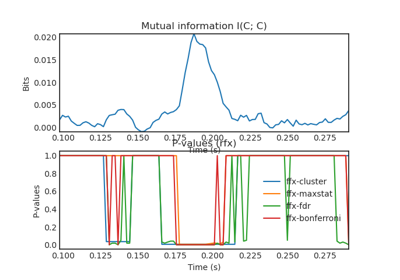 Mutual information I(C; C)
0.020
0.015
0.010
0.005
0.000
Bits
0.100 0.125 0.150 0.175 0.200 0.225 0.250 0.275
Time (s)
P-values (rfx)
1.0
0.8
0.6
0.4
0.2
0.0
P-values
ffx-cluster
ffx-maxstat
ffx-fdr
ffx-bonferroni
0.100 0.125 0.150 0.175 0.200 0.225 0.250 0.275
Time (s)